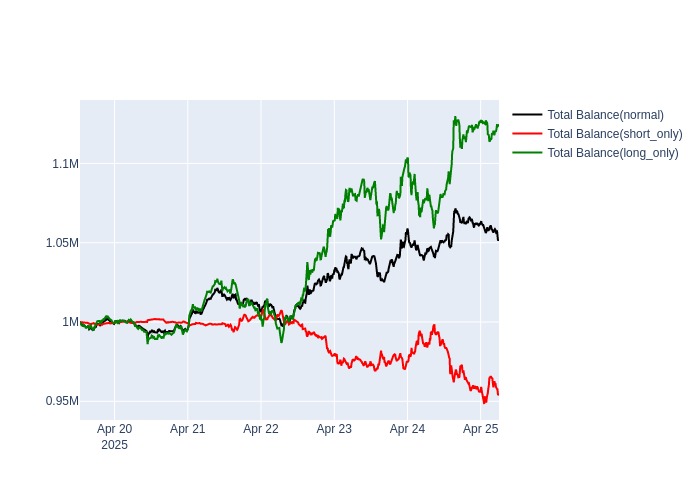 Total Balance(normal)
Total Balance(short_only)
Total Balance(long_only)
1.1M
1.05M
1M
0.95M
Apr 20
2025
Apr 21
Apr 22
Apr 23
Apr 24
Apr 25